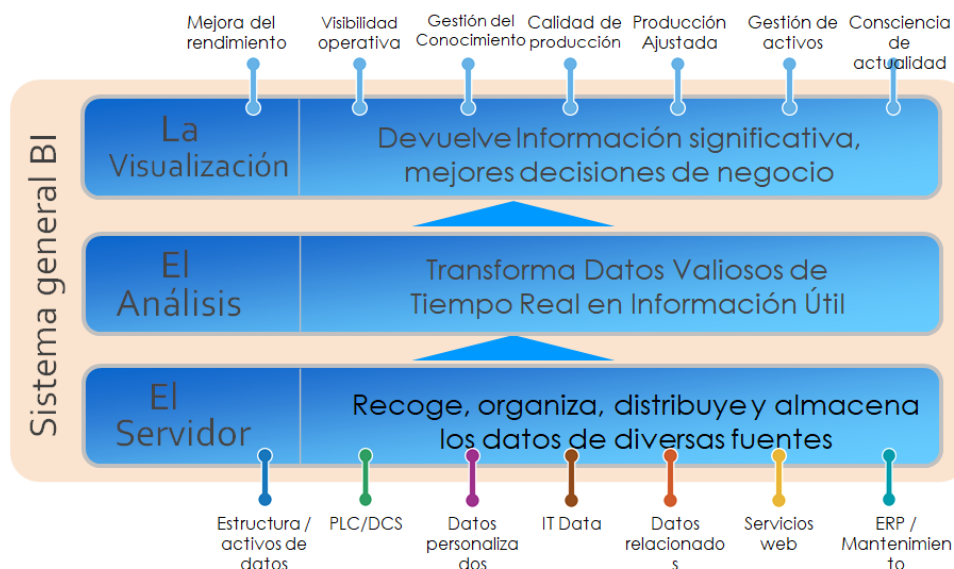 Mejora del
rendimiento
Visibilidad
operativa
Gestión del
Conocimiento
Calidad de
producción
Producción
Ajustada
Gestión de
activos
Consciencia
de
actualidad
Sistema general BI
La
Visualización
Devuelve Información significativa,
mejores decisiones de negocio
El
Análisis
Transforma Datos Valiosos de
Tiempo Real en Información Útil
El
Servidor
Recoge, organiza, distribuye y almacena
los datos de diversas fuentes
Estructura /
activos de
datos
PLC/DCS
Datos
personaliza
dos
IT Data
Datos
relacionado
s
Servicios
web
ERP /
Mantenimien
to